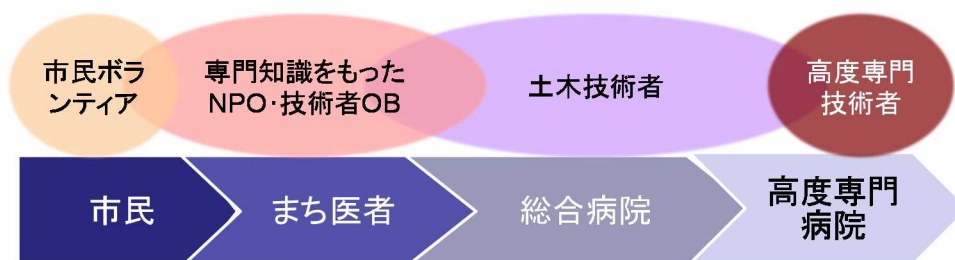 市民ボラ
ンティア
専門知識をもった
NPO・技術者OB
土木技術者
高度専門
技術者
市民
まち医者
総合病院
高度専門
病院